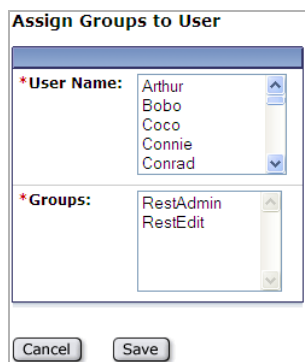 Assign Groups to User
*User Name:
Arthur
Bobo
Coco
Connie
Conrad
*Groups:
RestAdmin
RestEdit
Cancel Save